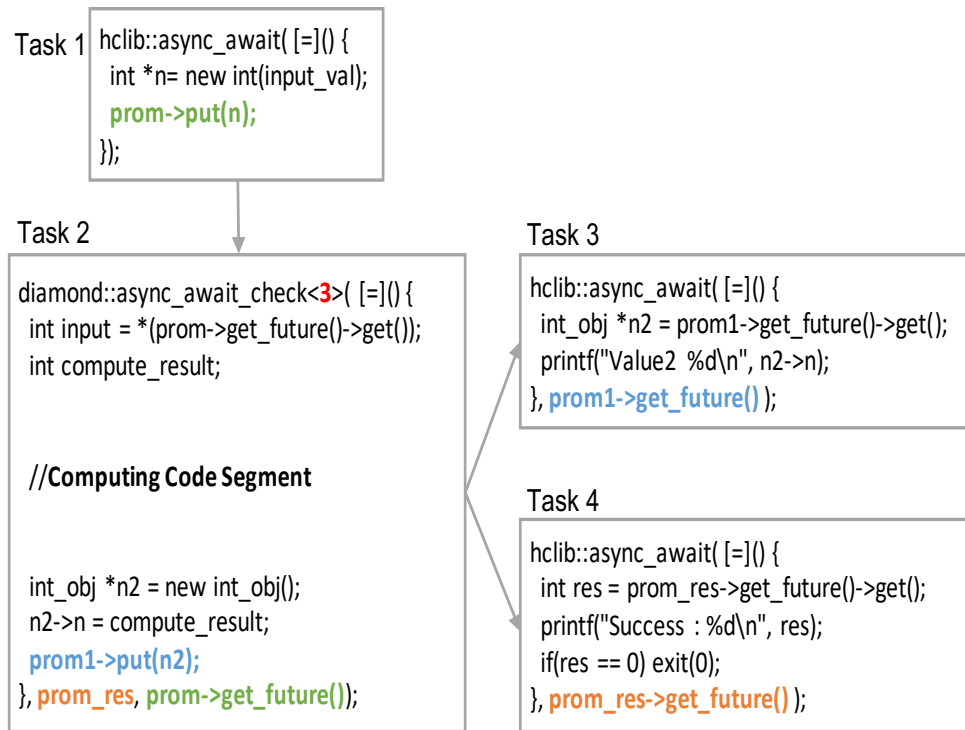 Task 1
hclib::async_await( [=]() {
int *n= new int(input_val);
prom->put(n);
});
Task 2
diamond::async_await_check<3>( [=]() {
int input = *(prom->get_future()->get());
int compute_result;
//Computing Code Segment
int_obj *n2 = new int_obj();
n2->n = compute_result;
prom1->put(n2);
}, prom_res, prom->get_future());
Task 3
hclib::async_await( [=]() {
int_obj *n2 = prom1->get_future()->get();
printf("Value2 %d\n", n2->n);
}, prom1->get_future() );
Task 4
hclib::async_await( [=]() {
int res = prom_res->get_future()->get();
printf("Success : %d\n", res);
if(res == 0) exit(0);
}, prom_res->get_future() );